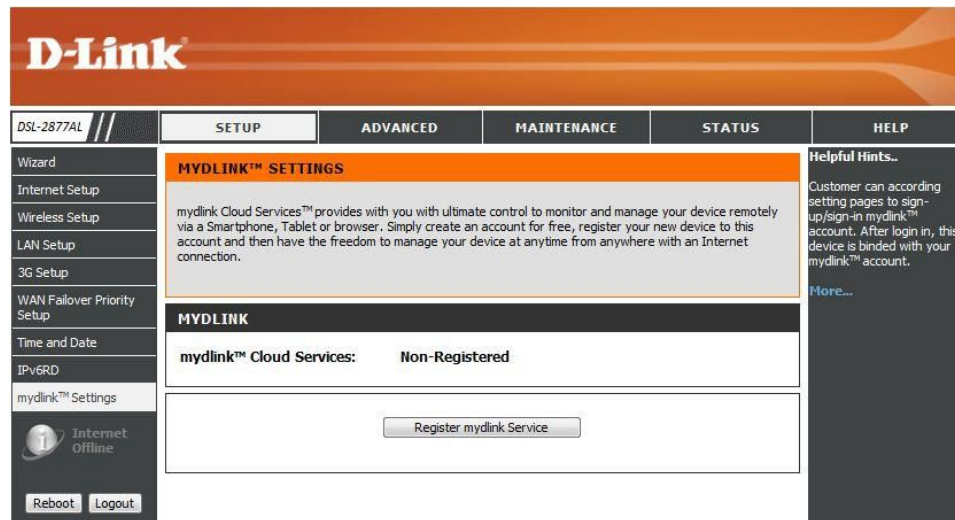 D-Link®
DSL-2877AL
SETUP
ADVANCED
MAINTENANCE
STATUS
HELP
Wizard
Internet Setup
Wireless Setup
LAN Setup
3G Setup
WAN Failover Priority
Setup
Time and Date
IPv6RD
mydlink™ Settings
Internet
Offline
Reboot
Logout
MYDLINK™ SETTINGS
mydlink Cloud Services™ provides with you with ultimate control to monitor and manage your device remotely
via a Smartphone, Tablet or browser. Simply create an account for free, register your new device to this
account and then have the freedom to manage your device at anytime from anywhere with an Internet
connection.
MYDLINK
mydlink™ Cloud Services: Non-Registered
Register mydlink Service
Helpful Hints..
Customer can according
setting pages to sign-
up/sign-in mydlink™
account. After login in, this
device is binded with your
mydlink™ account.
More...